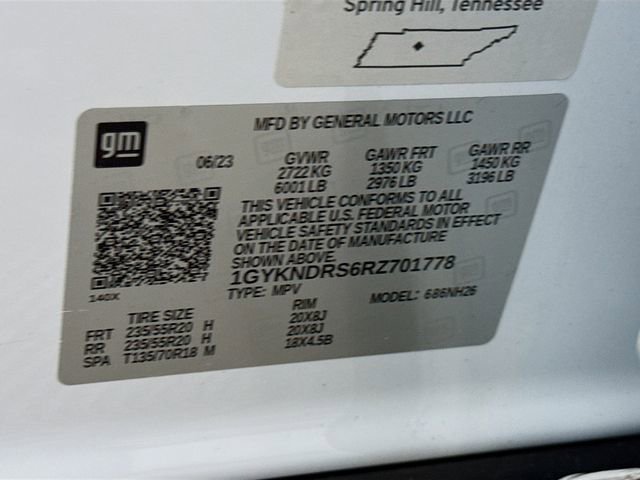 Spring Hill, Tennessee
gm
MFD BY GENERAL MOTORS LLC
06/23 GVWR GAWR FRT GAWR RR
2722 KG 1350 KG 1450 KG
6001 LB 2976 LB 3196 LB
THIS VEHICLE CONFORMS TO ALL
APPLICABLE U.S. FEDERAL MOTOR
VEHICLE SAFETY STANDARDS IN EFFECT
ON THE DATE OF MANUFACTURE
SHOWN ABOVE.
1GYKNDRS6RZ701778
140X TYPE: MPV MODEL: 686NH26
TIRE SIZE RIM
FRT 235/55R20 H 20X8J
RR 235/55R20 H 20X8J
SPA T135/70R18 M 18X4.5B